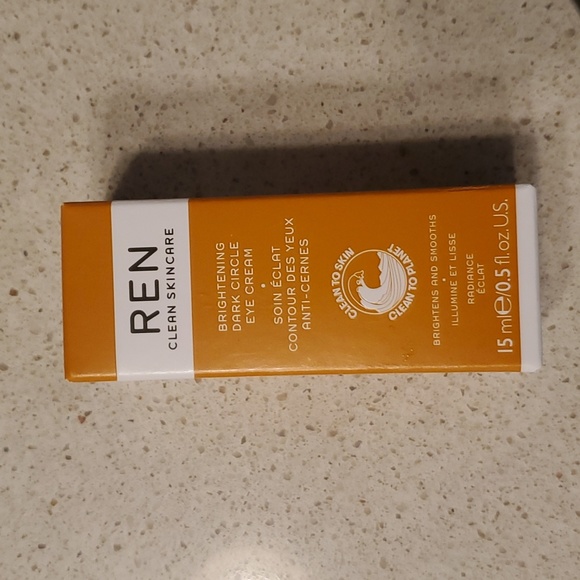 REN
CLEAN SKINCARE
BRIGHTENING
DARK CIRCLE
EYE CREAM
•
SOIN ÉCLAT
CONTOUR DES YEUX
ANTI-CERNES
CLEAN TO SKIN
CLEAN TO PLANET
BRIGHTENS AND SMOOTHS
•
ILLUMINE ET LISSE
RADIANCE
ÉCLAT
15 ml℮/0.5 fl.oz.U.S.